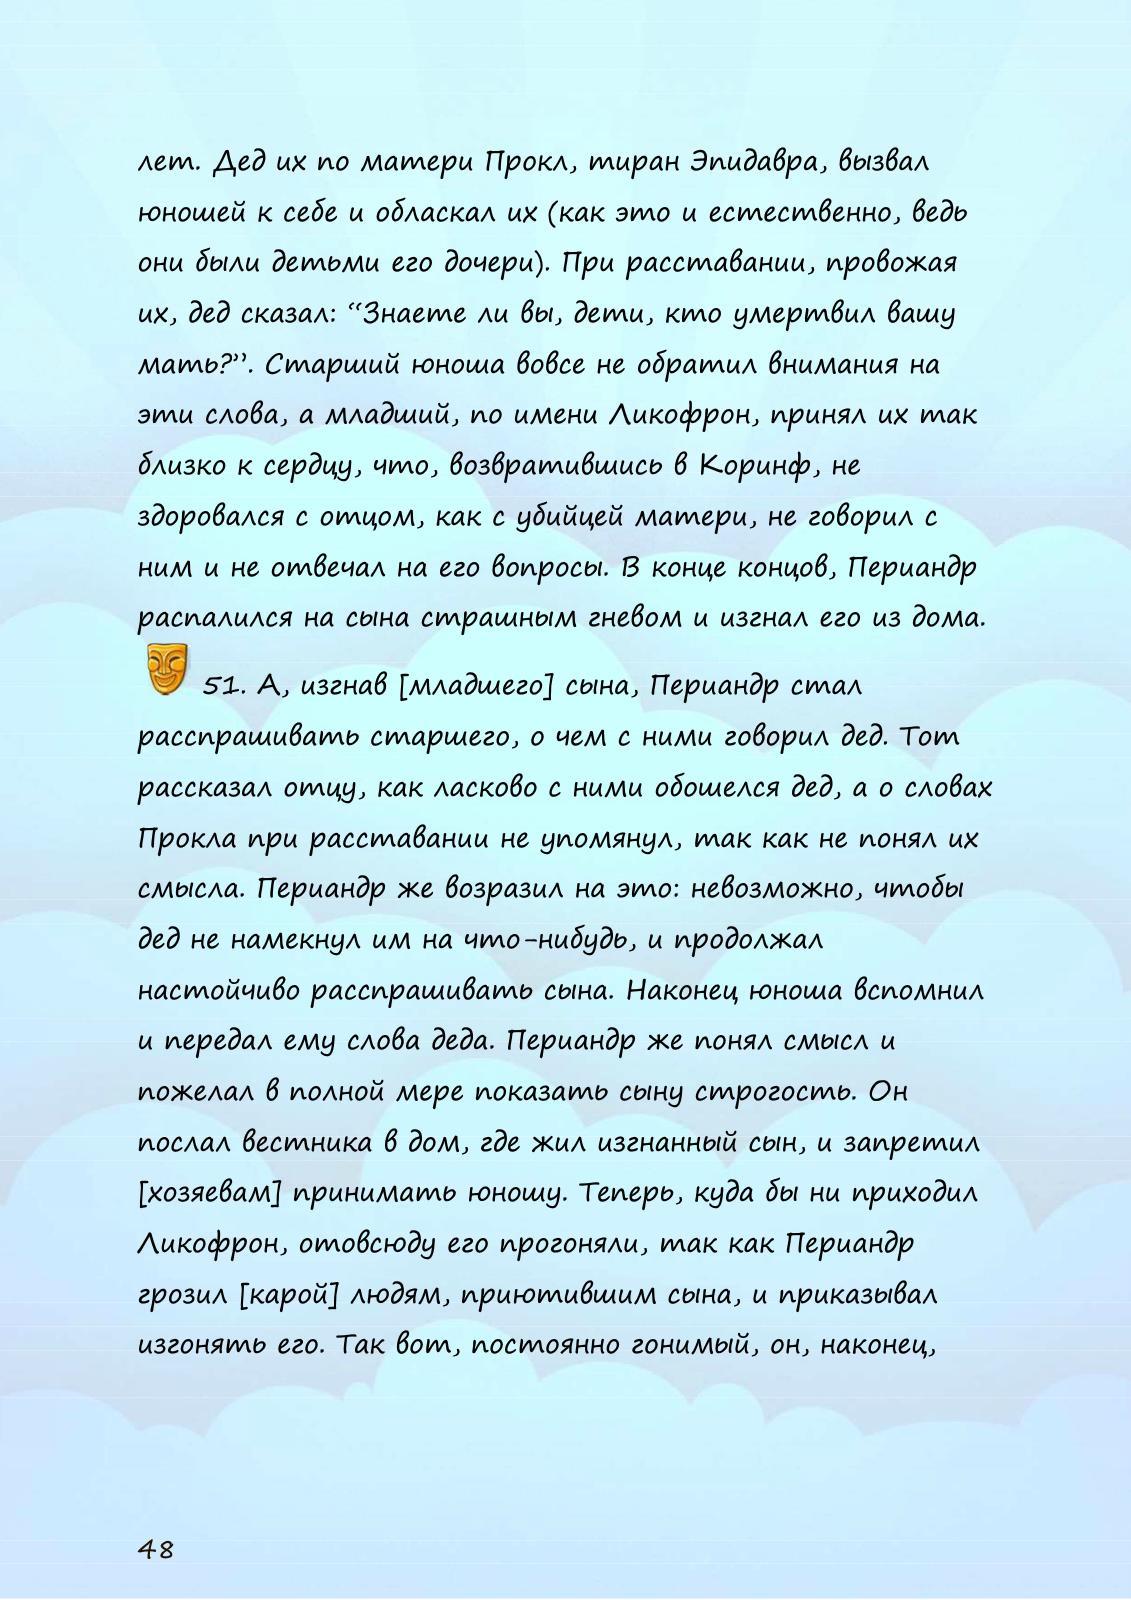 лет. Дед их по матери Прокл, тиран Эпидавра, вызвал
юношей к себе и обласкал их (как это и естественно, ведь
они были детьми его дочери). При расставании, провожая
их, дед сказал: “Знаете ли вы, дети, кто умертвил вашу
мать?”. Старший юноша вовсе не обратил внимания на
эти слова, а младший, по имени Ликофрон, принял их так
близко к сердцу, что, возвратившись в Коринф, не
здоровался с отцом, как с убийцей матери, не говорил с
ним и не отвечал на его вопросы. В конце концов, Периандр
распалился на сына страшным гневом и изгнал его из дома.
51. А, изгнав [младшего] сына, Периандр стал
расспрашивать старшего, о чем с ними говорил дед. Тот
рассказал отцу, как ласково с ними обошелся дед, а о словах
Прокла при расставании не упомянул, так как не понял их
смысла. Периандр же возразил на это: невозможно, чтобы
дед не намекнул им на что-нибудь, и продолжал
настойчиво расспрашивать сына. Наконец юноша вспомнил
и передал ему слова деда. Периандр же понял смысл и
пожелал в полной мере показать сыну строгость. Он
послал вестника в дом, где жил изгнанный сын, и запретил
[хозяевам] принимать юношу. Теперь, куда бы ни приходил
Ликофрон, отовсюду его прогоняли, так как Периандр
грозил [карой] людям, приютившим сына, и приказывал
изгонять его. Так вот, постоянно гонимый, он, наконец,
48